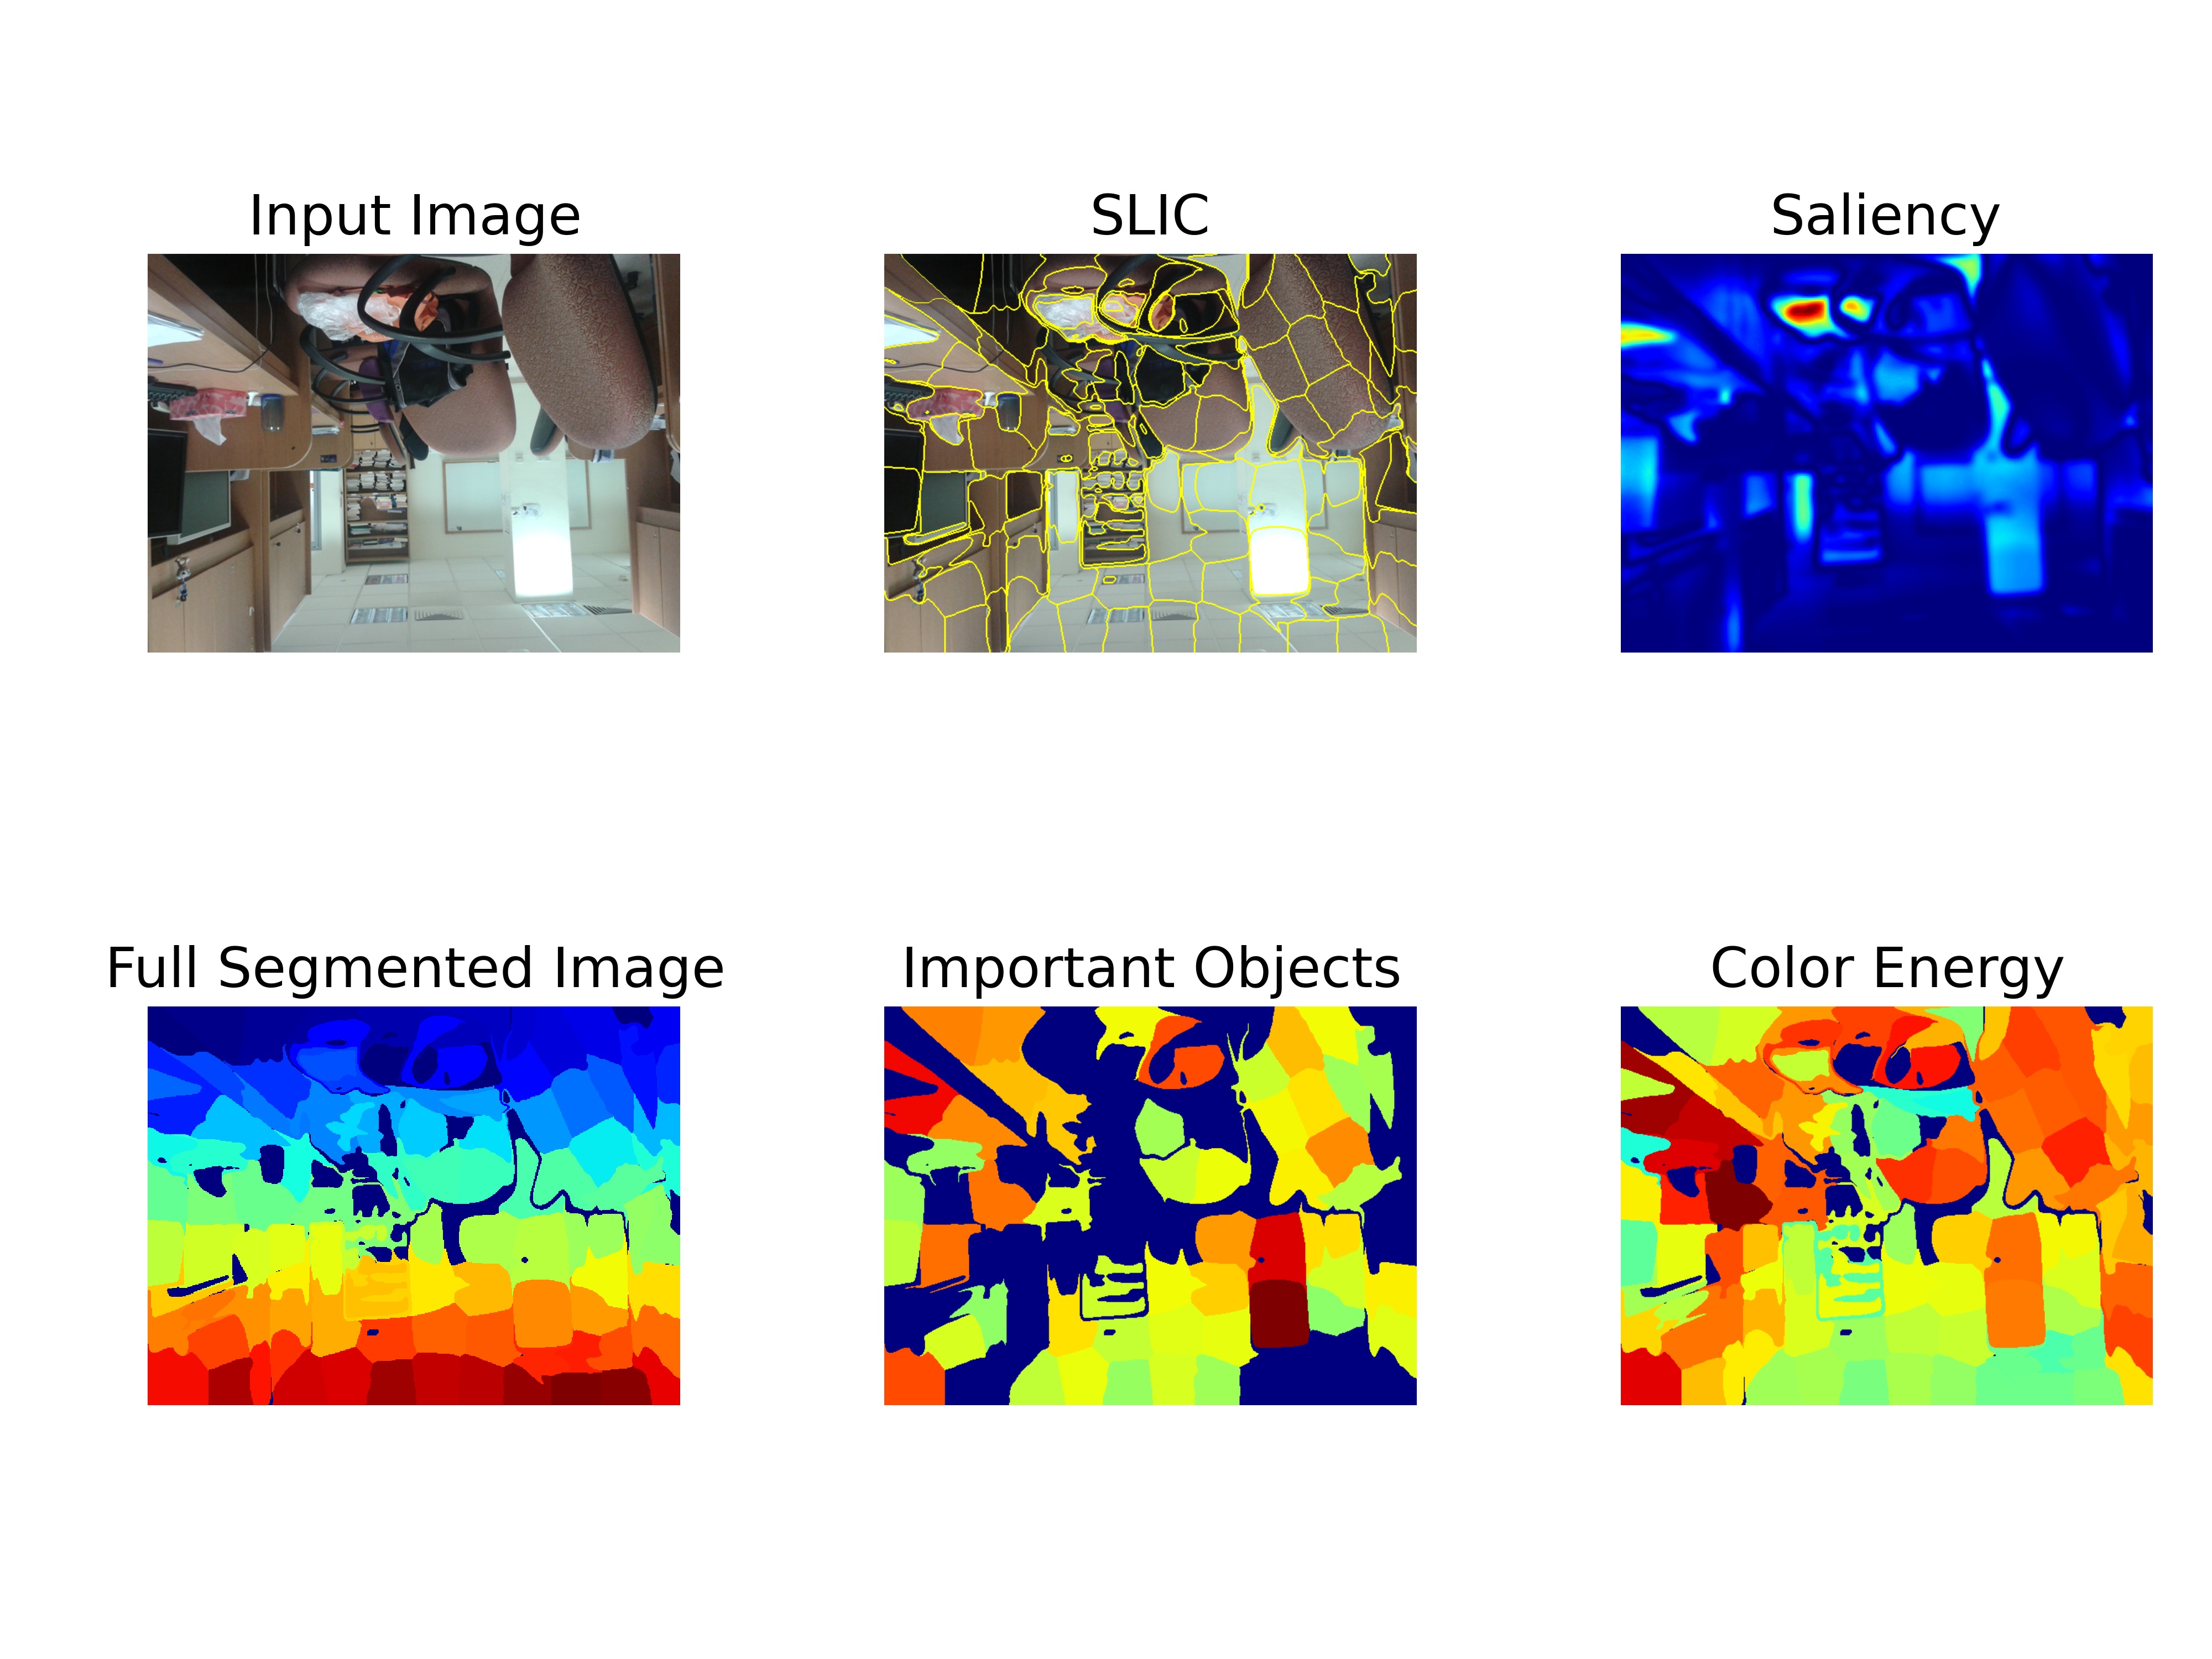 Input Image
SLIC
Saliency
Full Segmented Image
Important Objects
Color Energy